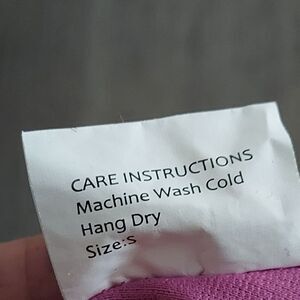 CARE INSTRUCTIONS
Machine Wash Cold
Hang Dry
Size:s